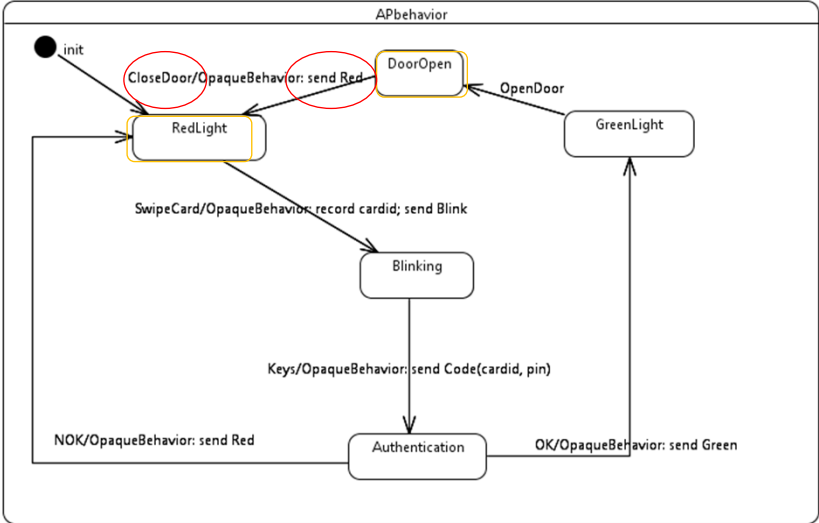 APbehavior
init
CloseDoor/OpaqueBehavior: send Red
DoorOpen
OpenDoor
RedLight
GreenLight
SwipeCard/OpaqueBehavior: record cardid; send Blink
Blinking
Keys/OpaqueBehavior: send Code(cardid, pin)
NOK/OpaqueBehavior: send Red
Authentication
OK/OpaqueBehavior: send Green